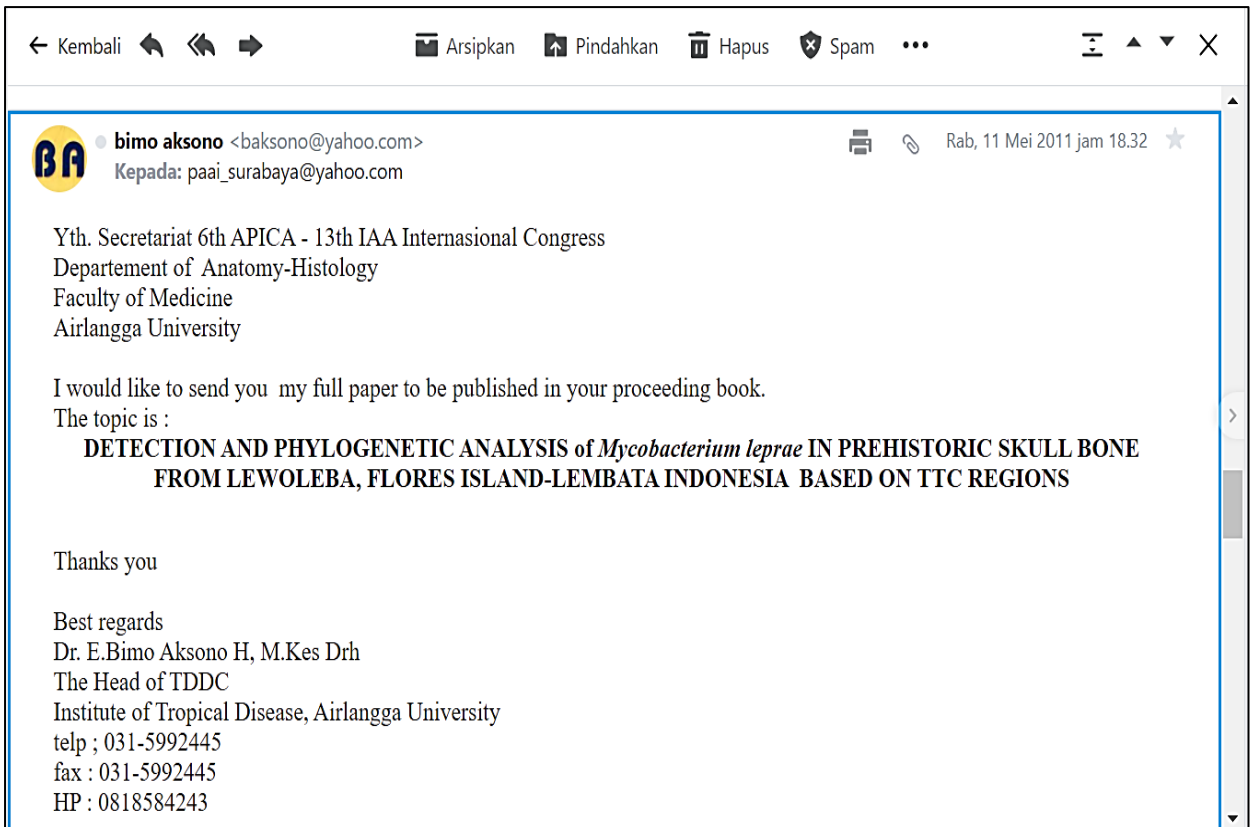 Kembali Arsipkan Pindahkan Hapus Spam
BA
bimo aksono <baksono@yahoo.com> Rab, 11 Mei 2011 jam 18.32
Kepada: paai_surabaya@yahoo.com
Yth. Secretariat 6th APICA - 13th IAA Internasional Congress
Departement of Anatomy-Histology
Faculty of Medicine
Airlangga University
I would like to send you my full paper to be published in your proceeding book.
The topic is :
DETECTION AND PHYLOGENETIC ANALYSIS of Mycobacterium leprae IN PREHISTORIC SKULL BONE
FROM LEWOLEBA, FLORES ISLAND-LEMBATA INDONESIA BASED ON TTC REGIONS
Thanks you
Best regards
Dr. E.Bimo Aksono H, M.Kes Drh
The Head of TDDC
Institute of Tropical Disease, Airlangga University
telp ; 031-5992445
fax : 031-5992445
HP : 0818584243